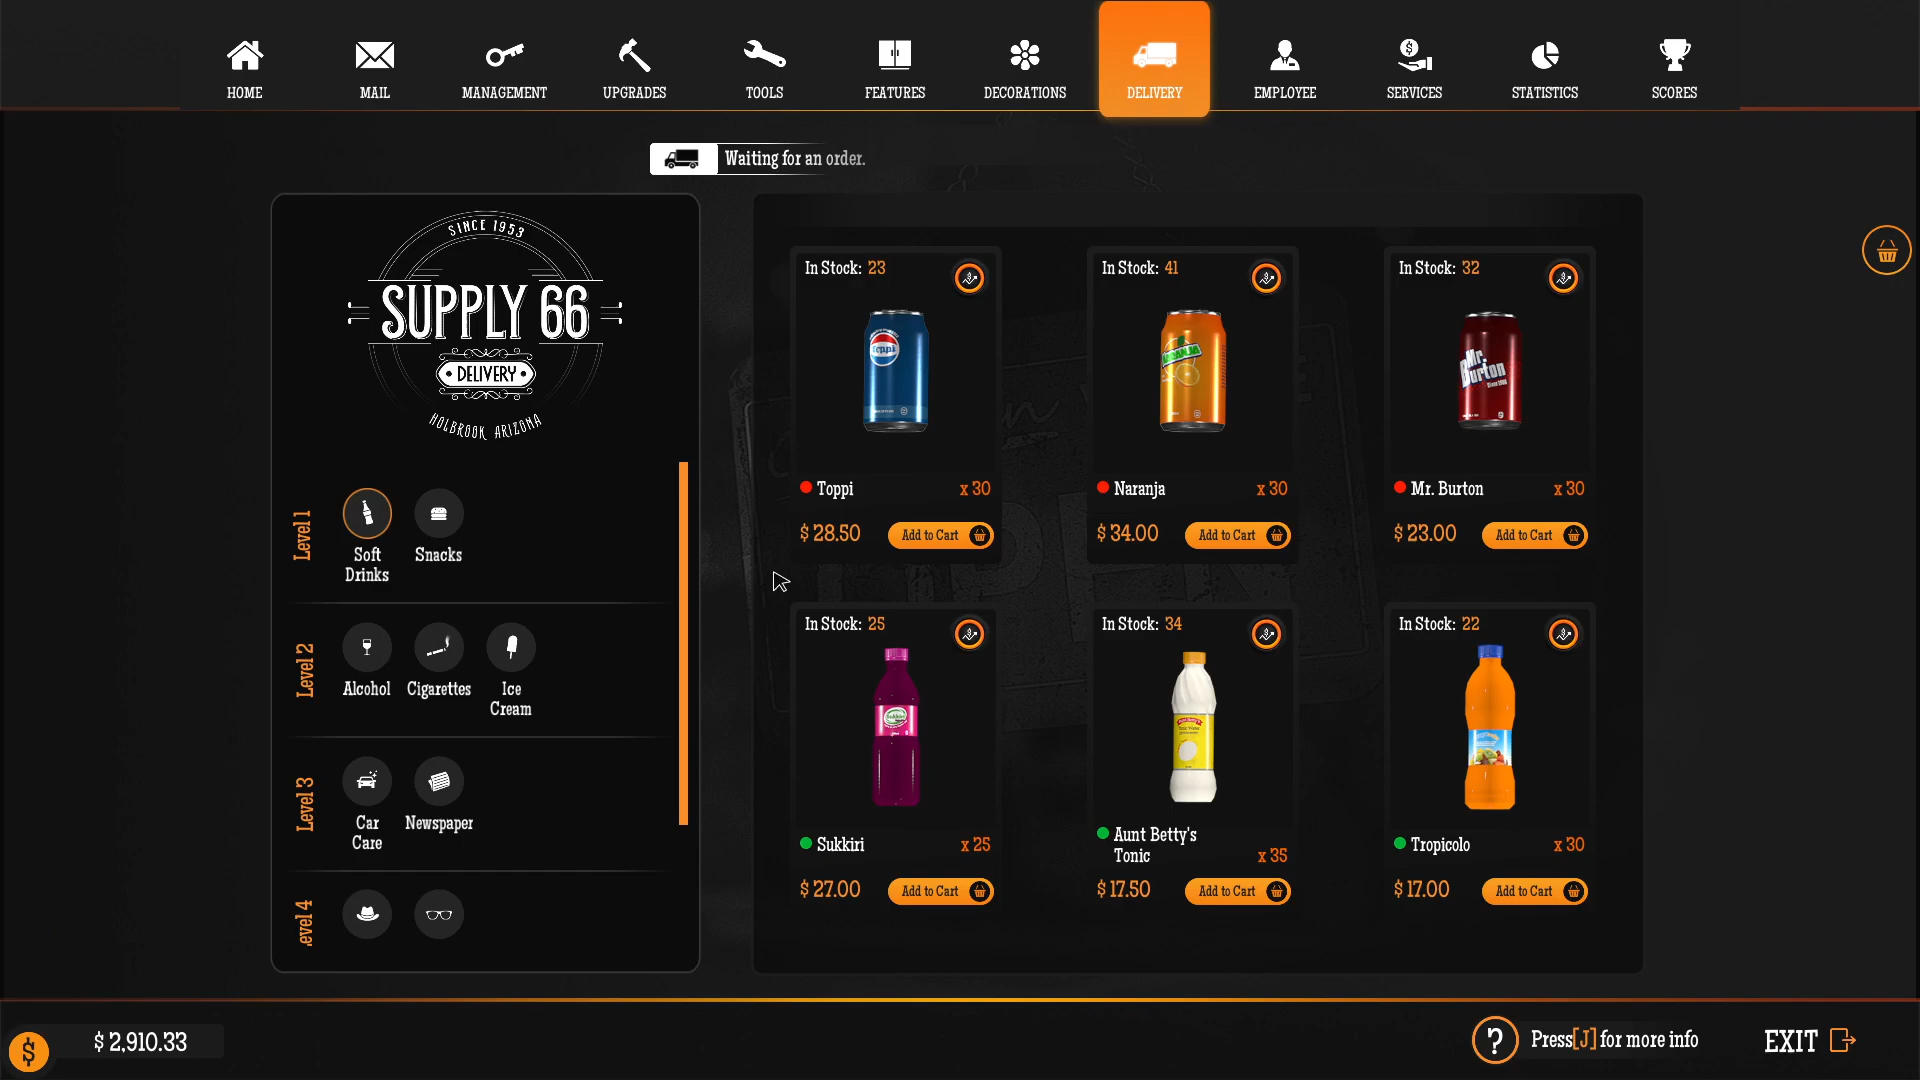 HOME
MAIL
MANAGEMENT
UPGRADES
TOOLS
FEATURES
DECORATIONS
DELIVERY
EMPLOYEE
SERVICES
STATISTICS
SCORES
Waiting for an order.
SINCE 1953
SUPPLY 66
• DELIVERY •
HOLBROOK ARIZONA
Level 1
Soft
Drinks
Snacks
Level 2
Alcohol
Cigarettes
Ice
Cream
Level 3
Car
Care
Newspaper
evel 4
In Stock: 23
Toppi
Toppi
x 30
$ 28.50
Add to Cart
In Stock: 41
NARANJA
Naranja
x 30
$ 34.00
Add to Cart
In Stock: 32
Mr.
Burton
Mr. Burton
x 30
$ 23.00
Add to Cart
In Stock: 25
Sukkiri
Sukkiri
x 25
$ 27.00
Add to Cart
In Stock: 34
Aunt Betty's
Tonic
x 35
$ 17.50
Add to Cart
In Stock: 22
Tropicolo
x 30
$ 17.00
Add to Cart
$ 2,910.33
? Press[J] for more info
EXIT